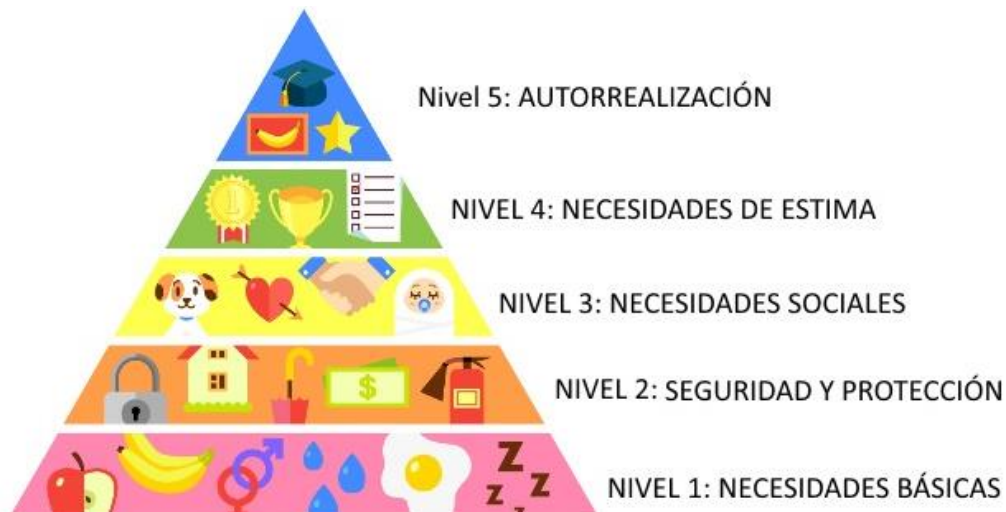 Nivel 5: AUTORREALIZACIÓN
1
NIVEL 4: NECESIDADES DE ESTIMA
NIVEL 3: NECESIDADES SOCIALES
$
NIVEL 2: SEGURIDAD Y PROTECCIÓN
Z
Z
Z
Z
NIVEL 1: NECESIDADES BÁSICAS